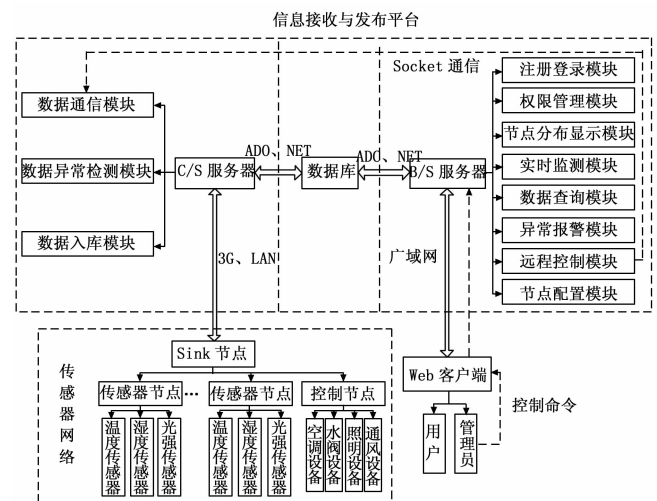 信息接收与发布平台
Socket 通信
注册登录模块
数据通信模块
权限管理模块
节点分布显示模块
ADO、NET
ADO、NET
数据异常检测模块
C/S 服务器
数据库
B/S 服务器
实时监测模块
数据查询模块
数据入库模块
异常报警模块
3G、LAN
广域网
远程控制模块
节点配置模块
Sink 节点
传感器网络
传感器节点
···
传感器节点
控制节点
Web 客户端
控制命令
温度传感器
湿度传感器
光强传感器
温度传感器
湿度传感器
光强传感器
空调设备
水阀设备
照明设备
通风设备
用户
管理员